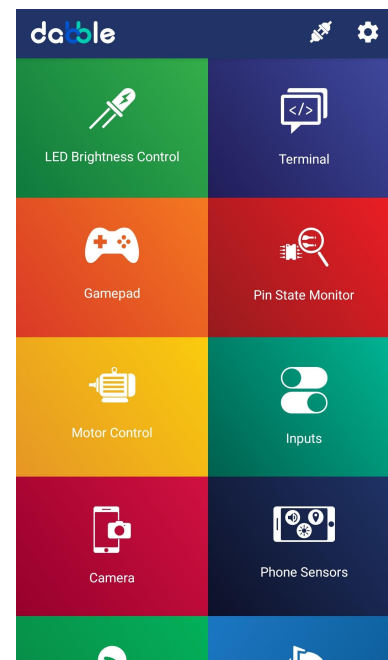 dabble
LED Brightness Control
</>
Terminal
Gamepad
Pin State Monitor
Motor Control
Inputs
Camera
Phone Sensors